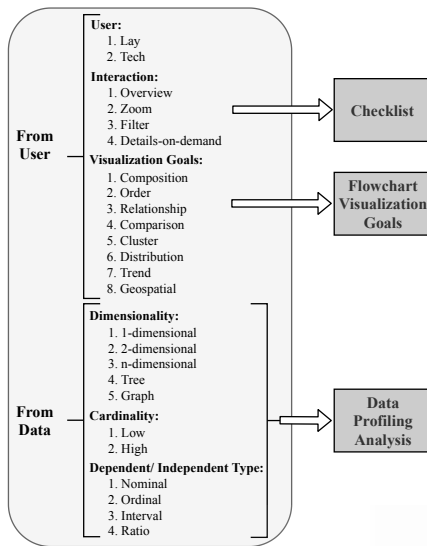 User:
1. Lay
2. Tech
Interaction:
1. Overview
2. Zoom
3. Filter
4. Details-on-demand
From
User
Visualization Goals:
1. Composition
2. Order
3. Relationship
4. Comparison
5. Cluster
6. Distribution
7. Trend
8. Geospatial
Checklist
Flowchart
Visualization
Goals
Dimensionality:
1. 1-dimensional
2. 2-dimensional
3. n-dimensional
4. Tree
5. Graph
From
Data
Cardinality:
1. Low
2. High
Dependent/ Independent Type:
1. Nominal
2. Ordinal
3. Interval
4. Ratio
Data
Profiling
Analysis